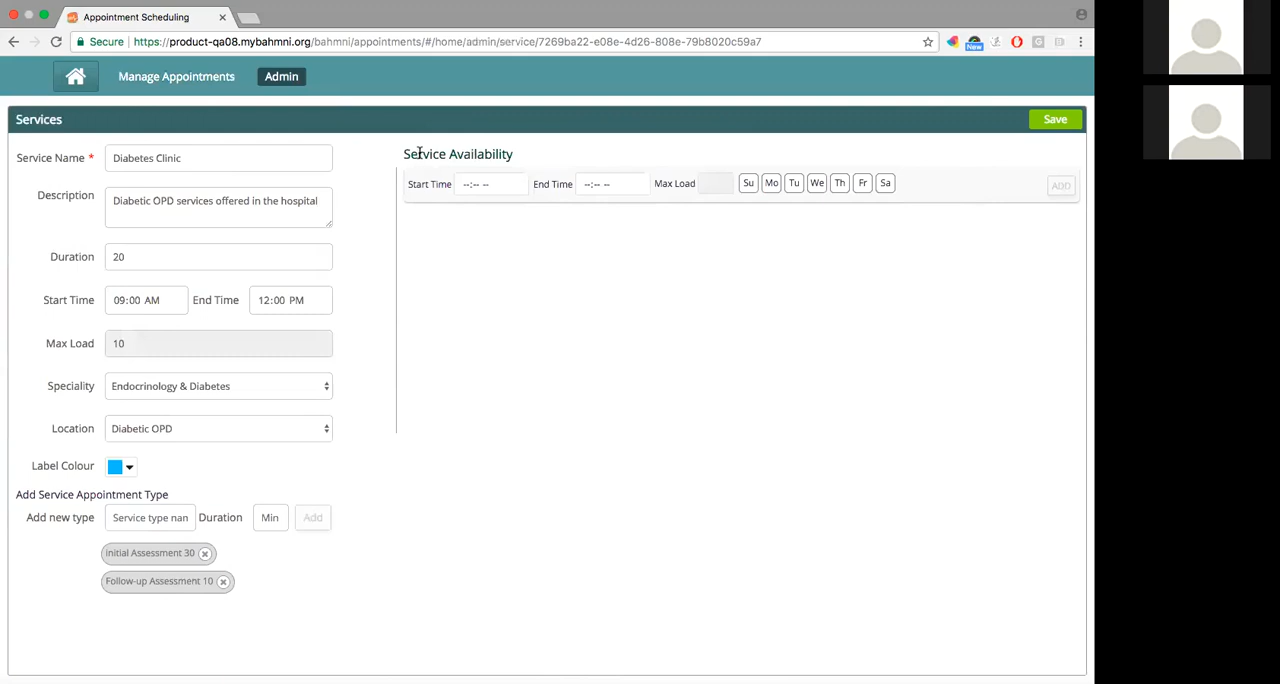 Appointment Scheduling
Secure https://product-qa08.mybahmni.org/bahmni/appointments/#/home/admin/service/7269ba22-e08e-4d26-808e-79b8020c59a7
New
Manage Appointments Admin
Services Save
Service Name * Diabetes Clinic
Description Diabetic OPD services offered in the hospital
Duration 20
Start Time 09:00 AM End Time 12:00 PM
Max Load 10
Speciality Endocrinology & Diabetes
Location Diabetic OPD
Label Colour
Add Service Appointment Type
Add new type Service type nan Duration Min Add
initial Assessment 30
Follow-up Assessment 10
Service Availability
Start Time --:-- -- End Time --:-- -- Max Load Su Mo Tu We Th Fr Sa ADD